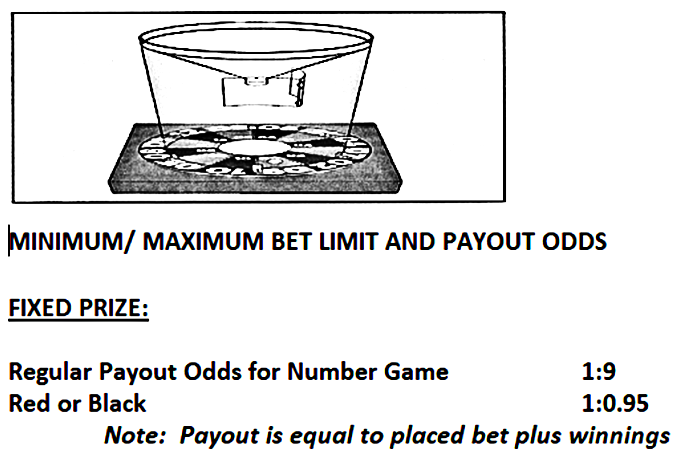 MINIMUM/ MAXIMUM BET LIMIT AND PAYOUT ODDS
FIXED PRIZE:
Regular Payout Odds for Number Game 1:9
Red or Black 1:0.95
Note: Payout is equal to placed bet plus winnings